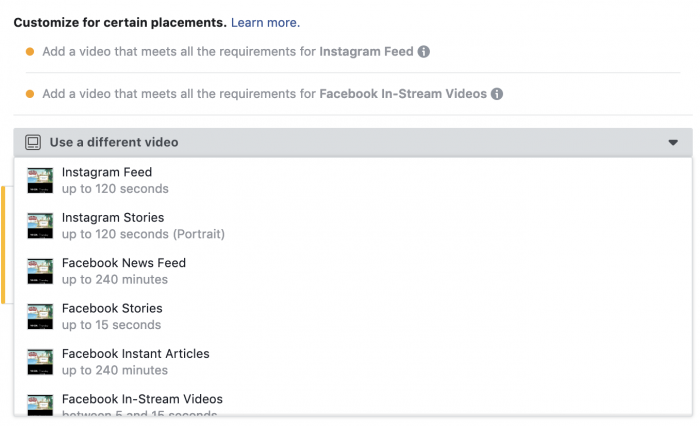 Customize for certain placements. Learn more.
Add a video that meets all the requirements for Instagram Feed
Add a video that meets all the requirements for Facebook In-Stream Videos
Use a different video
Instagram Feed
up to 120 seconds
Instagram Stories
up to 120 seconds (Portrait)
Facebook News Feed
up to 240 minutes
Facebook Stories
up to 15 seconds
Facebook Instant Articles
up to 240 minutes
Facebook In-Stream Videos
between 5 and 15 seconds